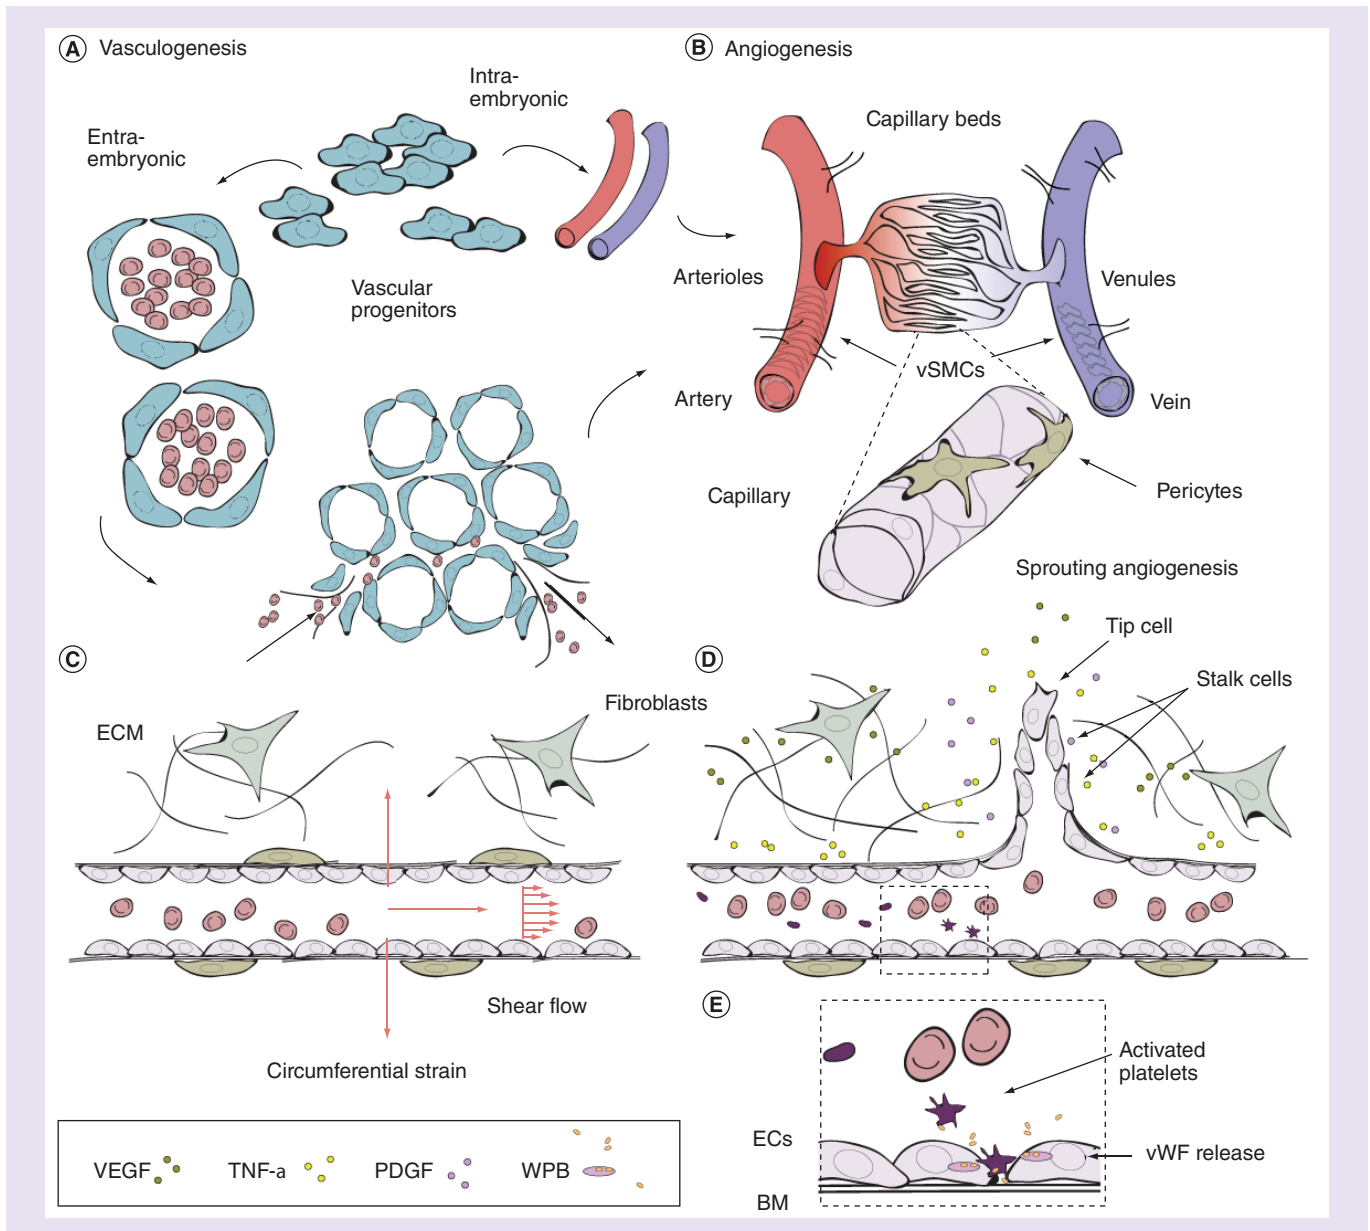 A Vasculogenesis
Intra-
embryonic
Entra-
embryonic
Vascular
progenitors
B Angiogenesis
Capillary beds
Arterioles
Venules
vSMCs
Artery
Vein
Capillary
Pericytes
C
ECM
Fibroblasts
Shear flow
Circumferential strain
D
Sprouting angiogenesis
Tip cell
Stalk cells
E
Activated
platelets
ECs
vWF release
BM
VEGF
TNF-a
PDGF
WPB